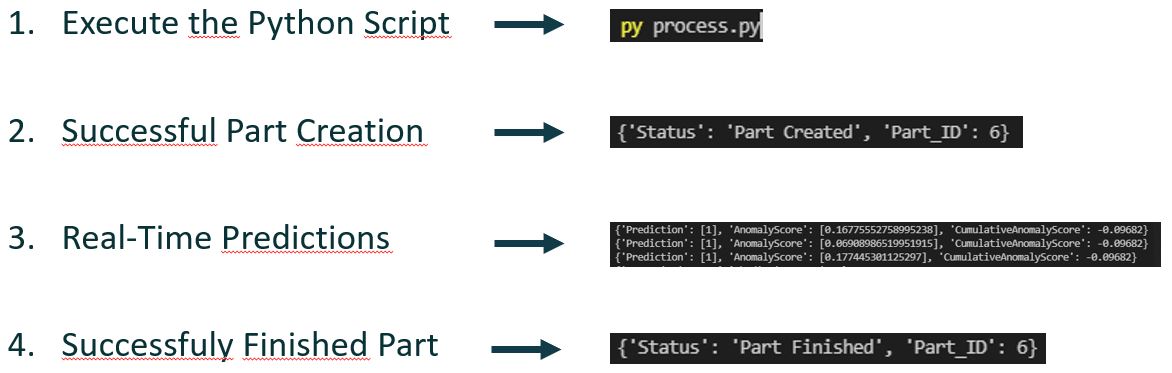 1. Execute the Python Script
py process.py
2. Successful Part Creation
{'Status': 'Part Created', 'Part_ID': 6}
3. Real-Time Predictions
{'Prediction': [1], 'AnomalyScore': [0.16775552758995238], 'CumulativeAnomalyScore': -0.09682}
{'Prediction': [1], 'AnomalyScore': [0.06908986519951915], 'CumulativeAnomalyScore': -0.09682}
{'Prediction': [1], 'AnomalyScore': [0.177445301125297], 'CumulativeAnomalyScore': -0.09682}
4. Successfuly Finished Part
{'Status': 'Part Finished', 'Part_ID': 6}